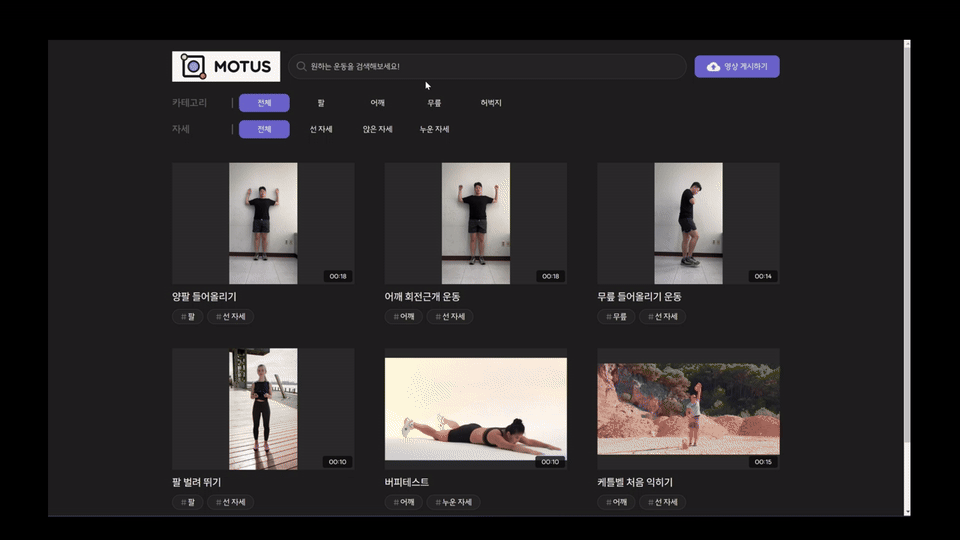 MOTUS 원하는 운동을 검색해보세요! 영상 게시하기
카테고리 | 전체 팔 어깨 무릎 허벅지
자세 | 전체 선 자세 앉은 자세 누운 자세
00:18 00:18 00:14
양팔 들어올리기 어깨 회전근개 운동 무릎 들어올리기 운동
#팔 #선 자세 #어깨 #선 자세 #무릎 #선 자세
00:10 00:10 00:15
팔 벌려 뛰기 버피테스트 케틀벨 처음 익히기
#팔 #선 자세 #어깨 #누운 자세 #어깨 #선 자세